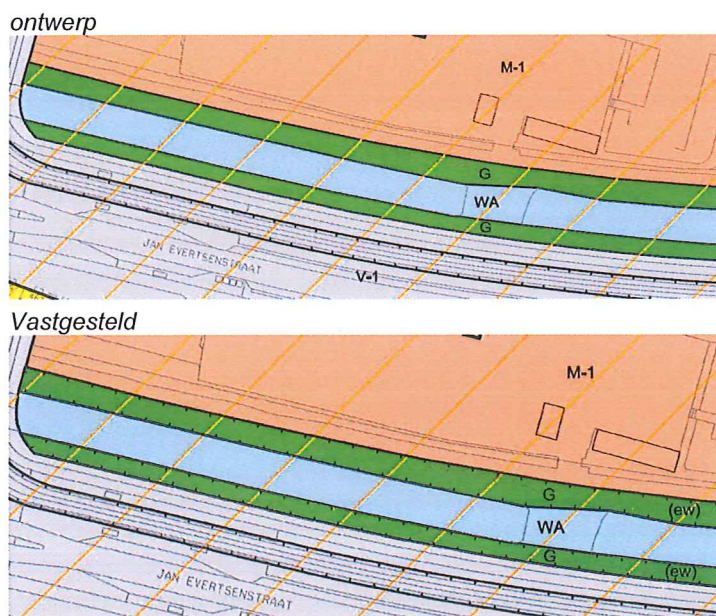 ontwerp
M-1
G
WA
G
JAN EVERTSENSTRAAT
V-1
Vastgesteld
M-1
G
(ew)
WA
G
(ew)
JAN EVERTSENSTRAAT